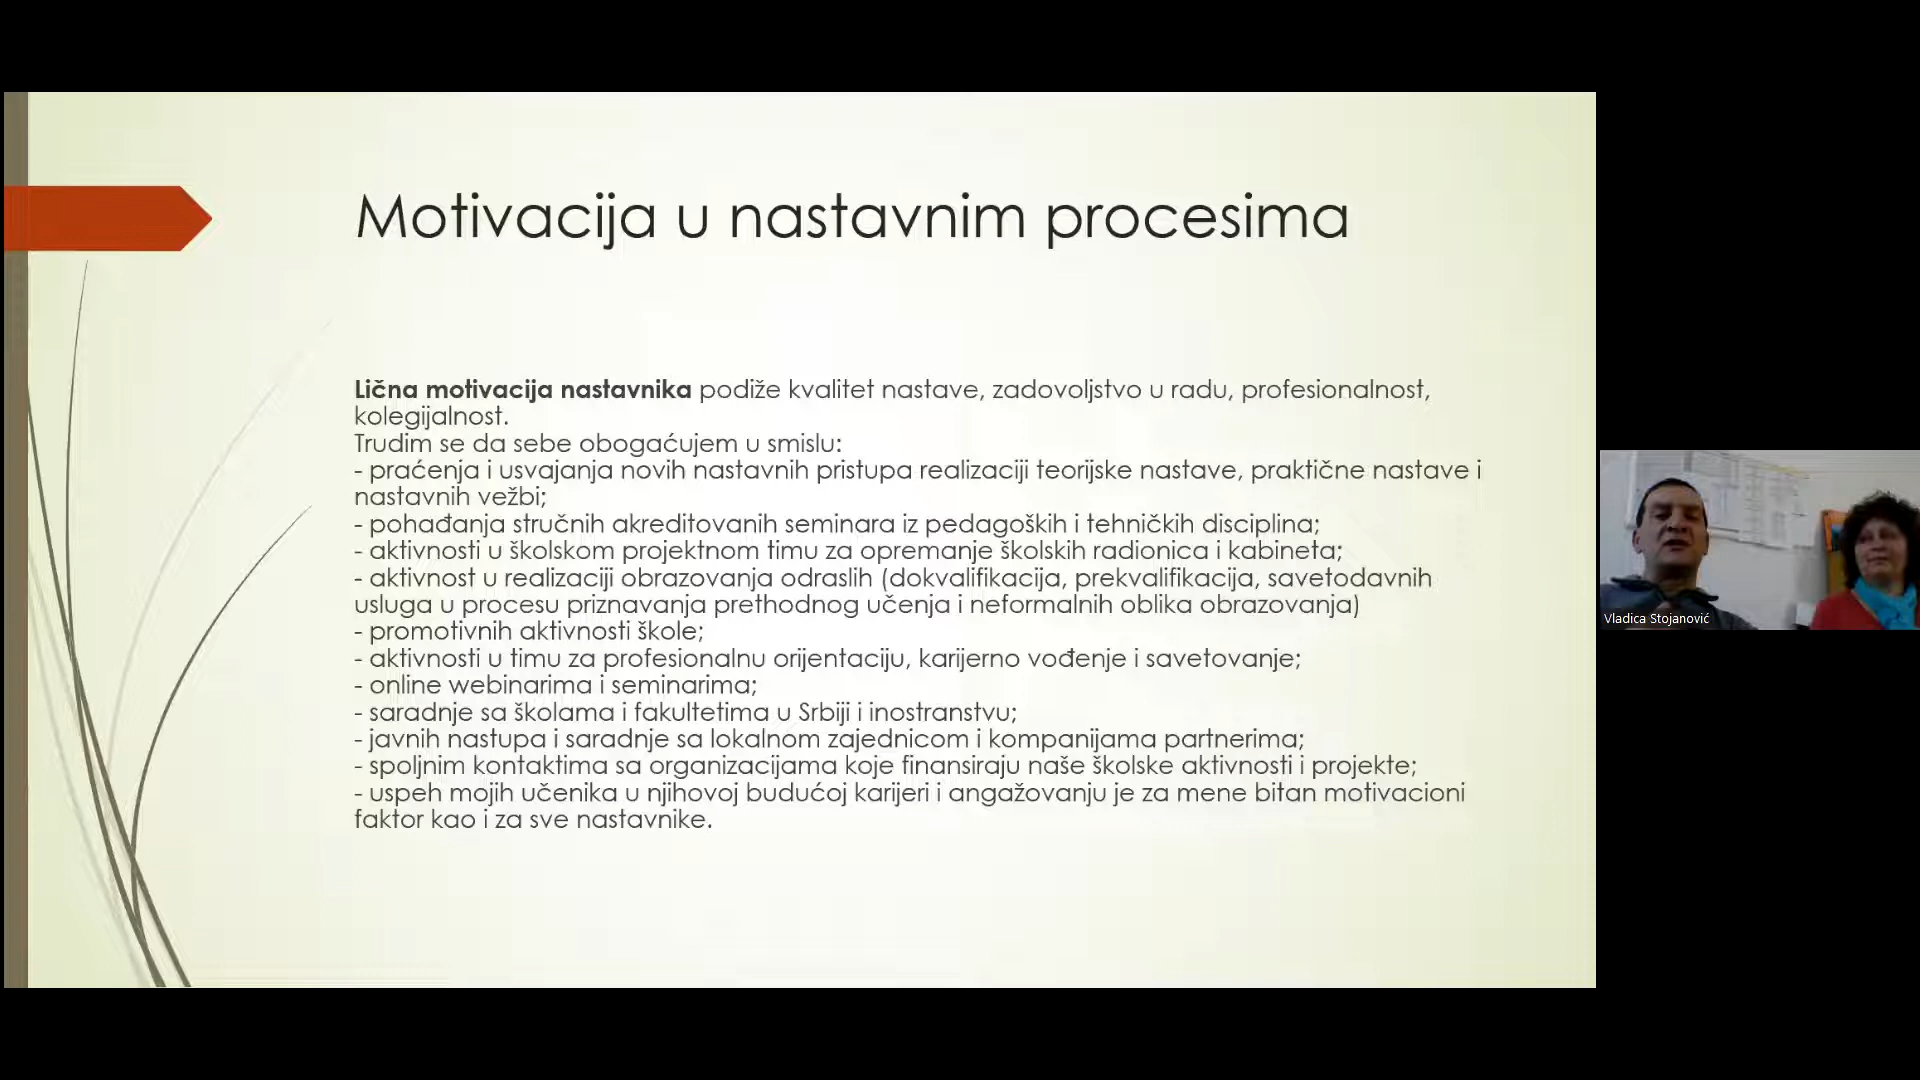 Motivacija u nastavnim procesima
Lična motivacija nastavnika podiže kvalitet nastave, zadovoljstvo u radu, profesionalnost,
kolegijalnost.
Trudim se da sebe obogaćujem u smislu:
- praćenja i usvajanja novih nastavnih pristupa realizaciji teorijske nastave, praktične nastave i
nastavnih vežbi;
- pohađanja stručnih akreditovanih seminara iz pedagoških i tehničkih disciplina;
- aktivnosti u školskom projektnom timu za opremanje školskih radionica i kabineta;
- aktivnost u realizaciji obrazovanja odraslih (dokvalifikacija, prekvalifikacija, savetodavnih
usluga u procesu priznavanja prethodnog učenja i neformalnih oblika obrazovanja)
- promotivnih aktivnosti škole;
- aktivnosti u timu za profesionalnu orijentaciju, karijerno vođenje i savetovanje;
- online webinarima i seminarima;
- saradnje sa školama i fakultetima u Srbiji i inostranstvu;
- javnih nastupa i saradnje sa lokalnom zajednicom i kompanijama partnerima;
- spoljnim kontaktima sa organizacijama koje finansiraju naše školske aktivnosti i projekte;
- uspeh mojih učenika u njihovoj budućoj karijeri i angažovanju je za mene bitan motivacioni
faktor kao i za sve nastavnike.
Vladica Stojanović